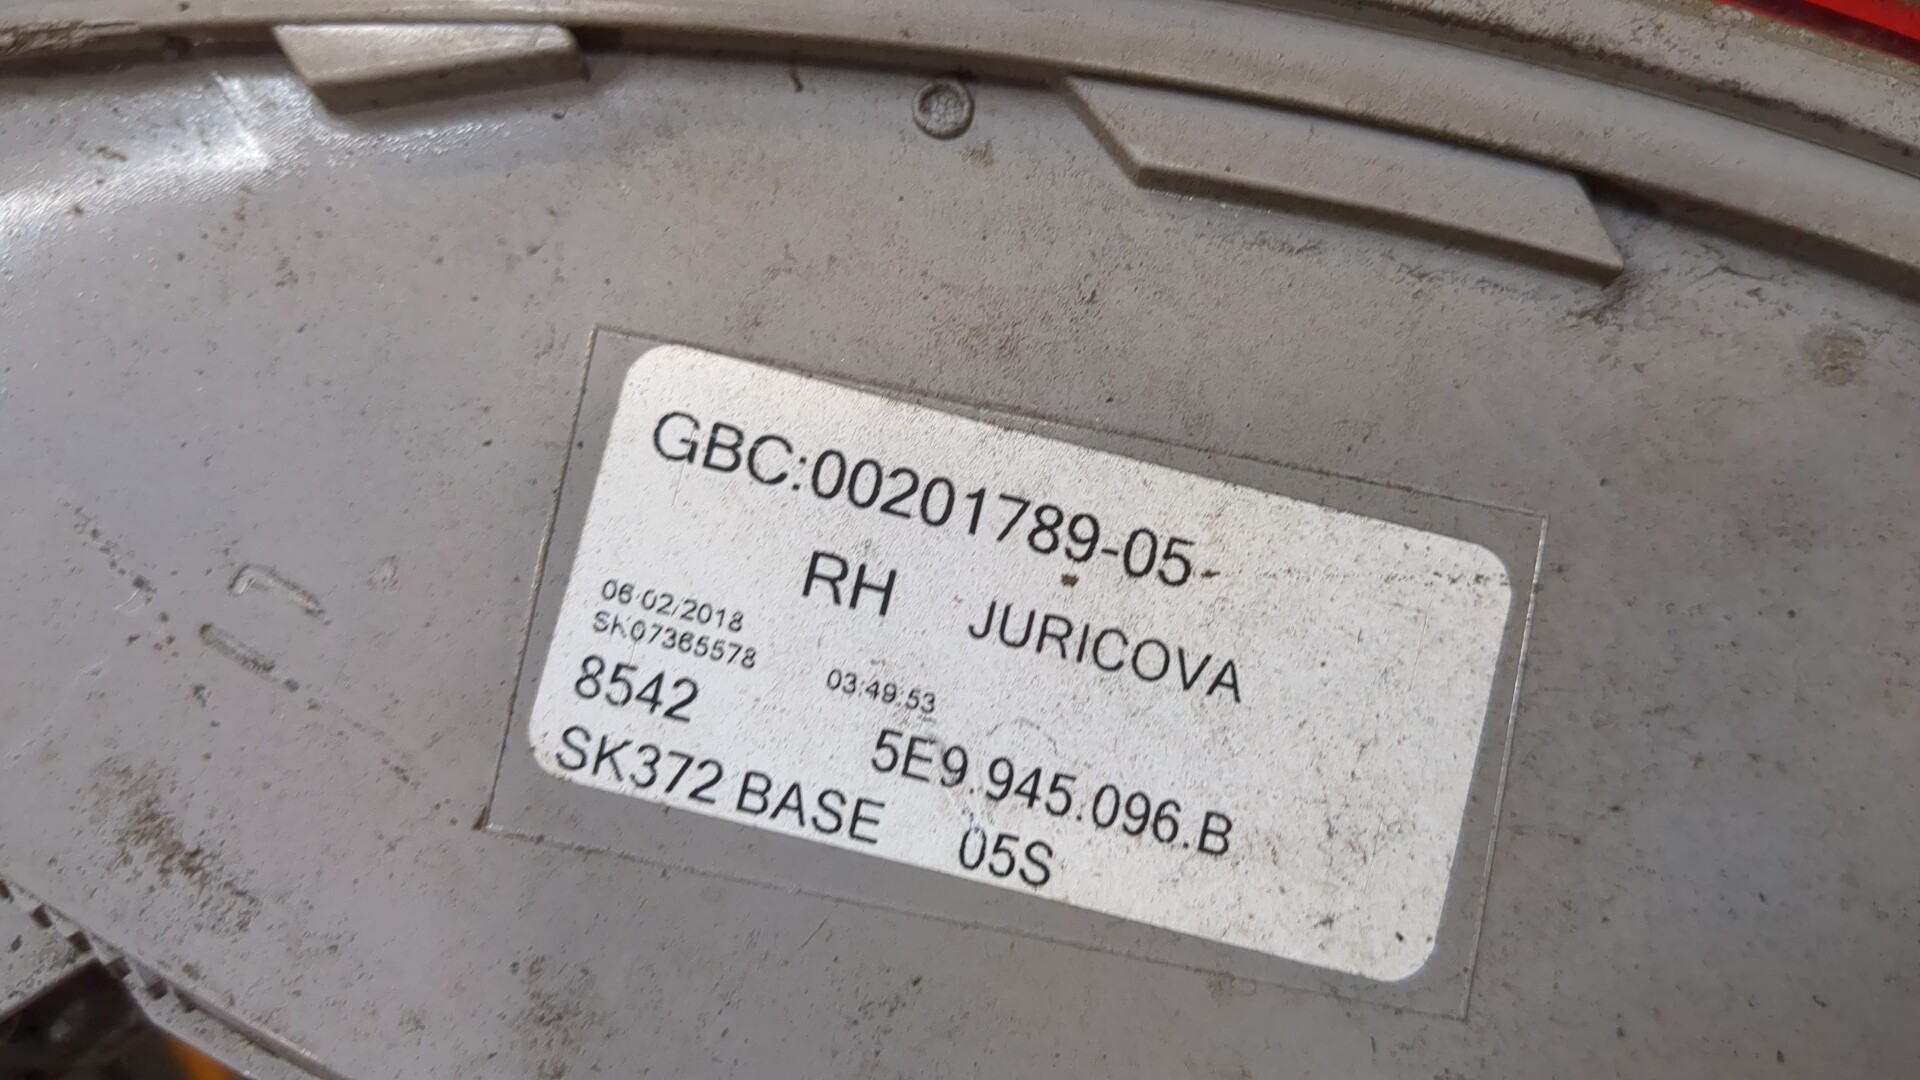 GBC:00201789-05
RH JURICOVA
06.02/2018
SK07365578 03:49:53
8542 5E9.945.096.B
SK372 BASE 05S